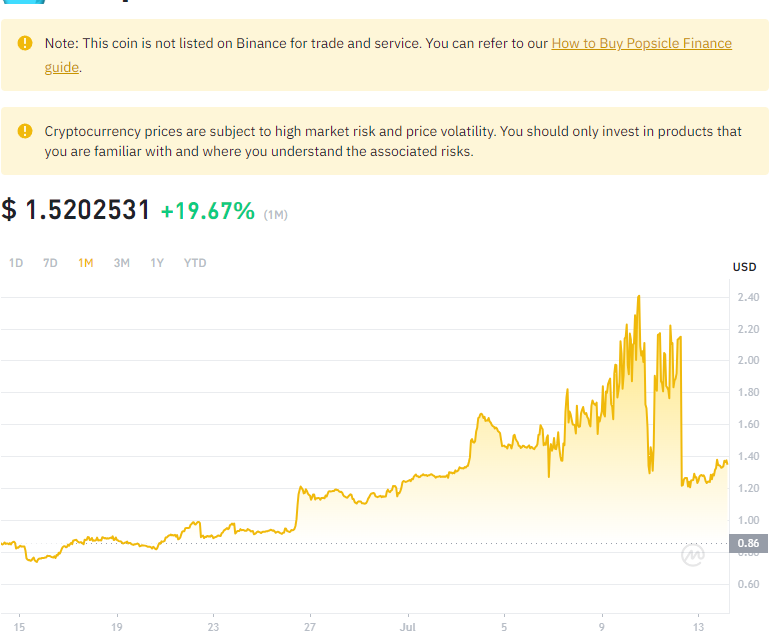 Note: This coin is not listed on Binance for trade and service. You can refer to our How to Buy Popsicle Finance
guide.
Cryptocurrency prices are subject to high market risk and price volatility. You should only invest in products that
you are familiar with and where you understand the associated risks.
$ 1.5202531 +19.67% (1M)
1D 7D 1M 3M 1Y YTD
USD
2.40
2.20
2.00
1.80
1.60
1.40
1.20
1.00
0.86
0.60
15 19 23 27 Jul 5 9 13